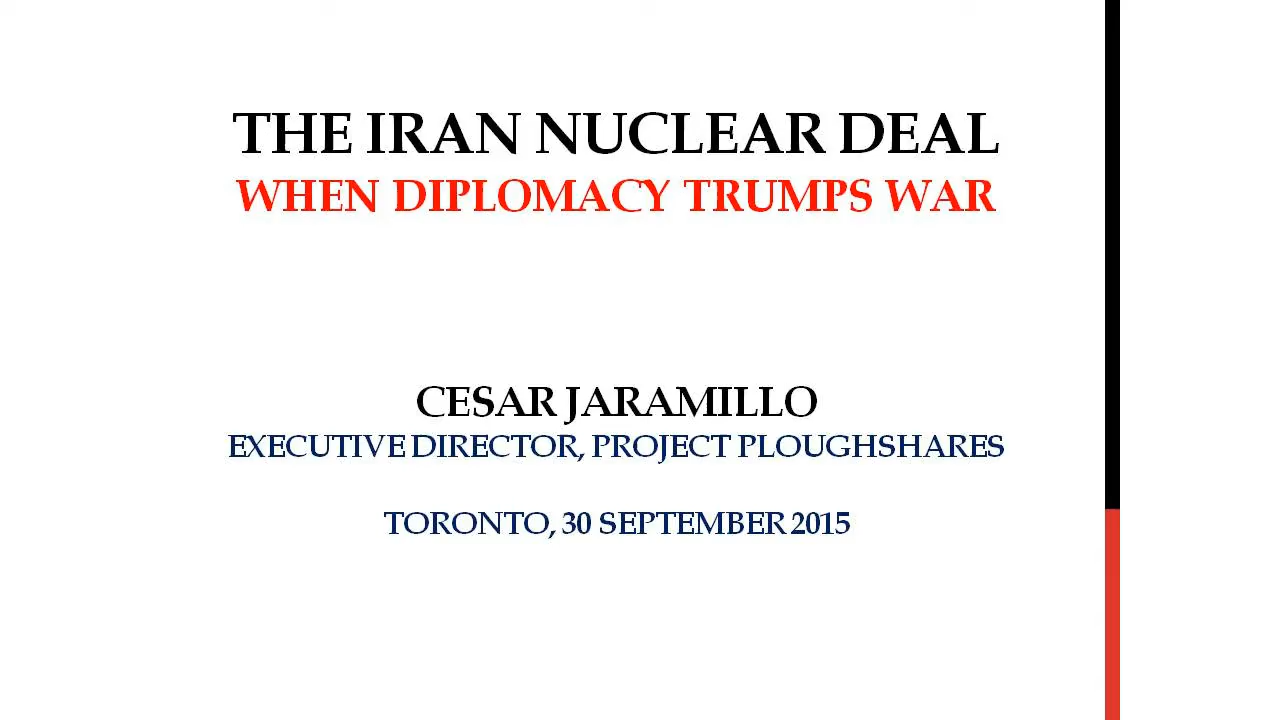 THE IRAN NUCLEAR DEAL
WHEN DIPLOMACY TRUMPS WAR
CESAR JARAMILLO
EXECUTIVE DIRECTOR, PROJECT PLOUGHSHARES
TORONTO, 30 SEPTEMBER 2015